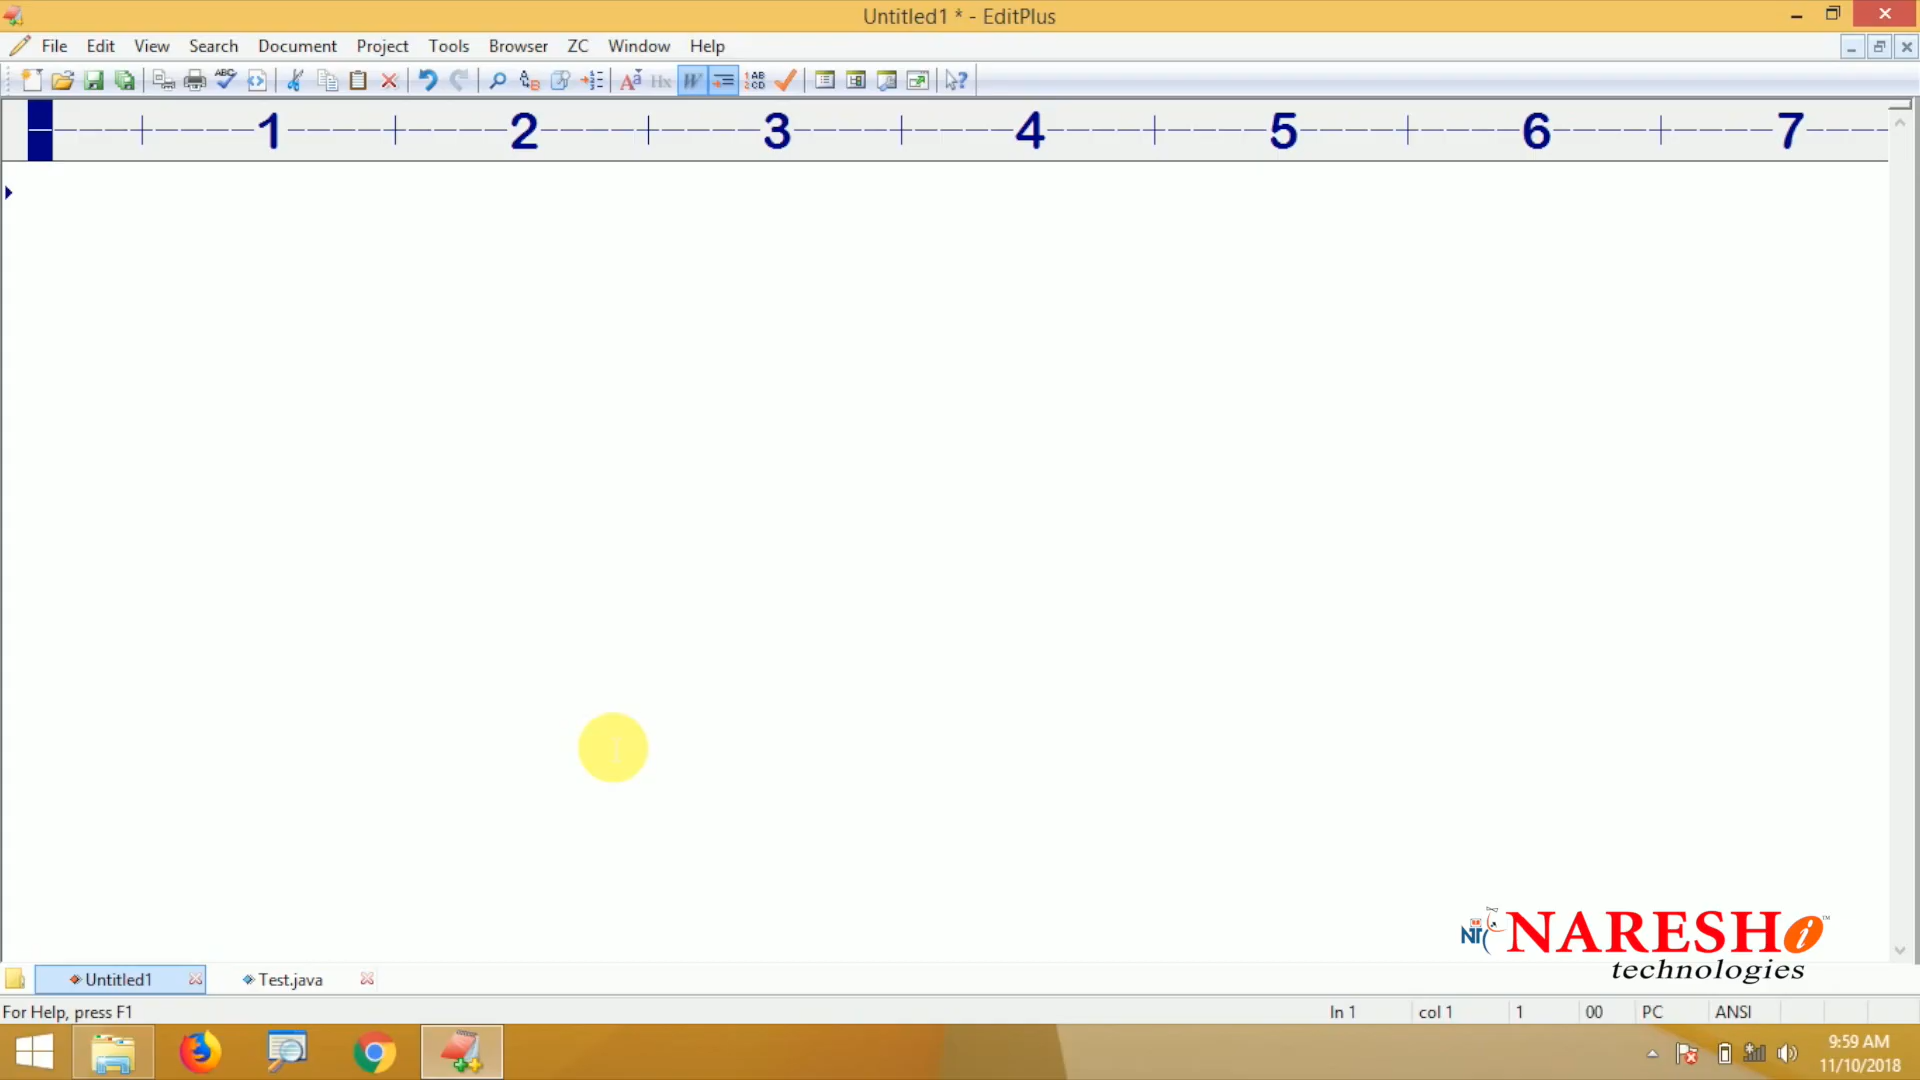 Untitled1 * - EditPlus
File Edit View Search Document Project Tools Browser ZC Window Help
1 2 3 4 5 6 7
NARESH i ™
technologies
Untitled1 Test.java
For Help, press F1 ln 1 col 1 1 00 PC ANSI
9:59 AM
11/10/2018